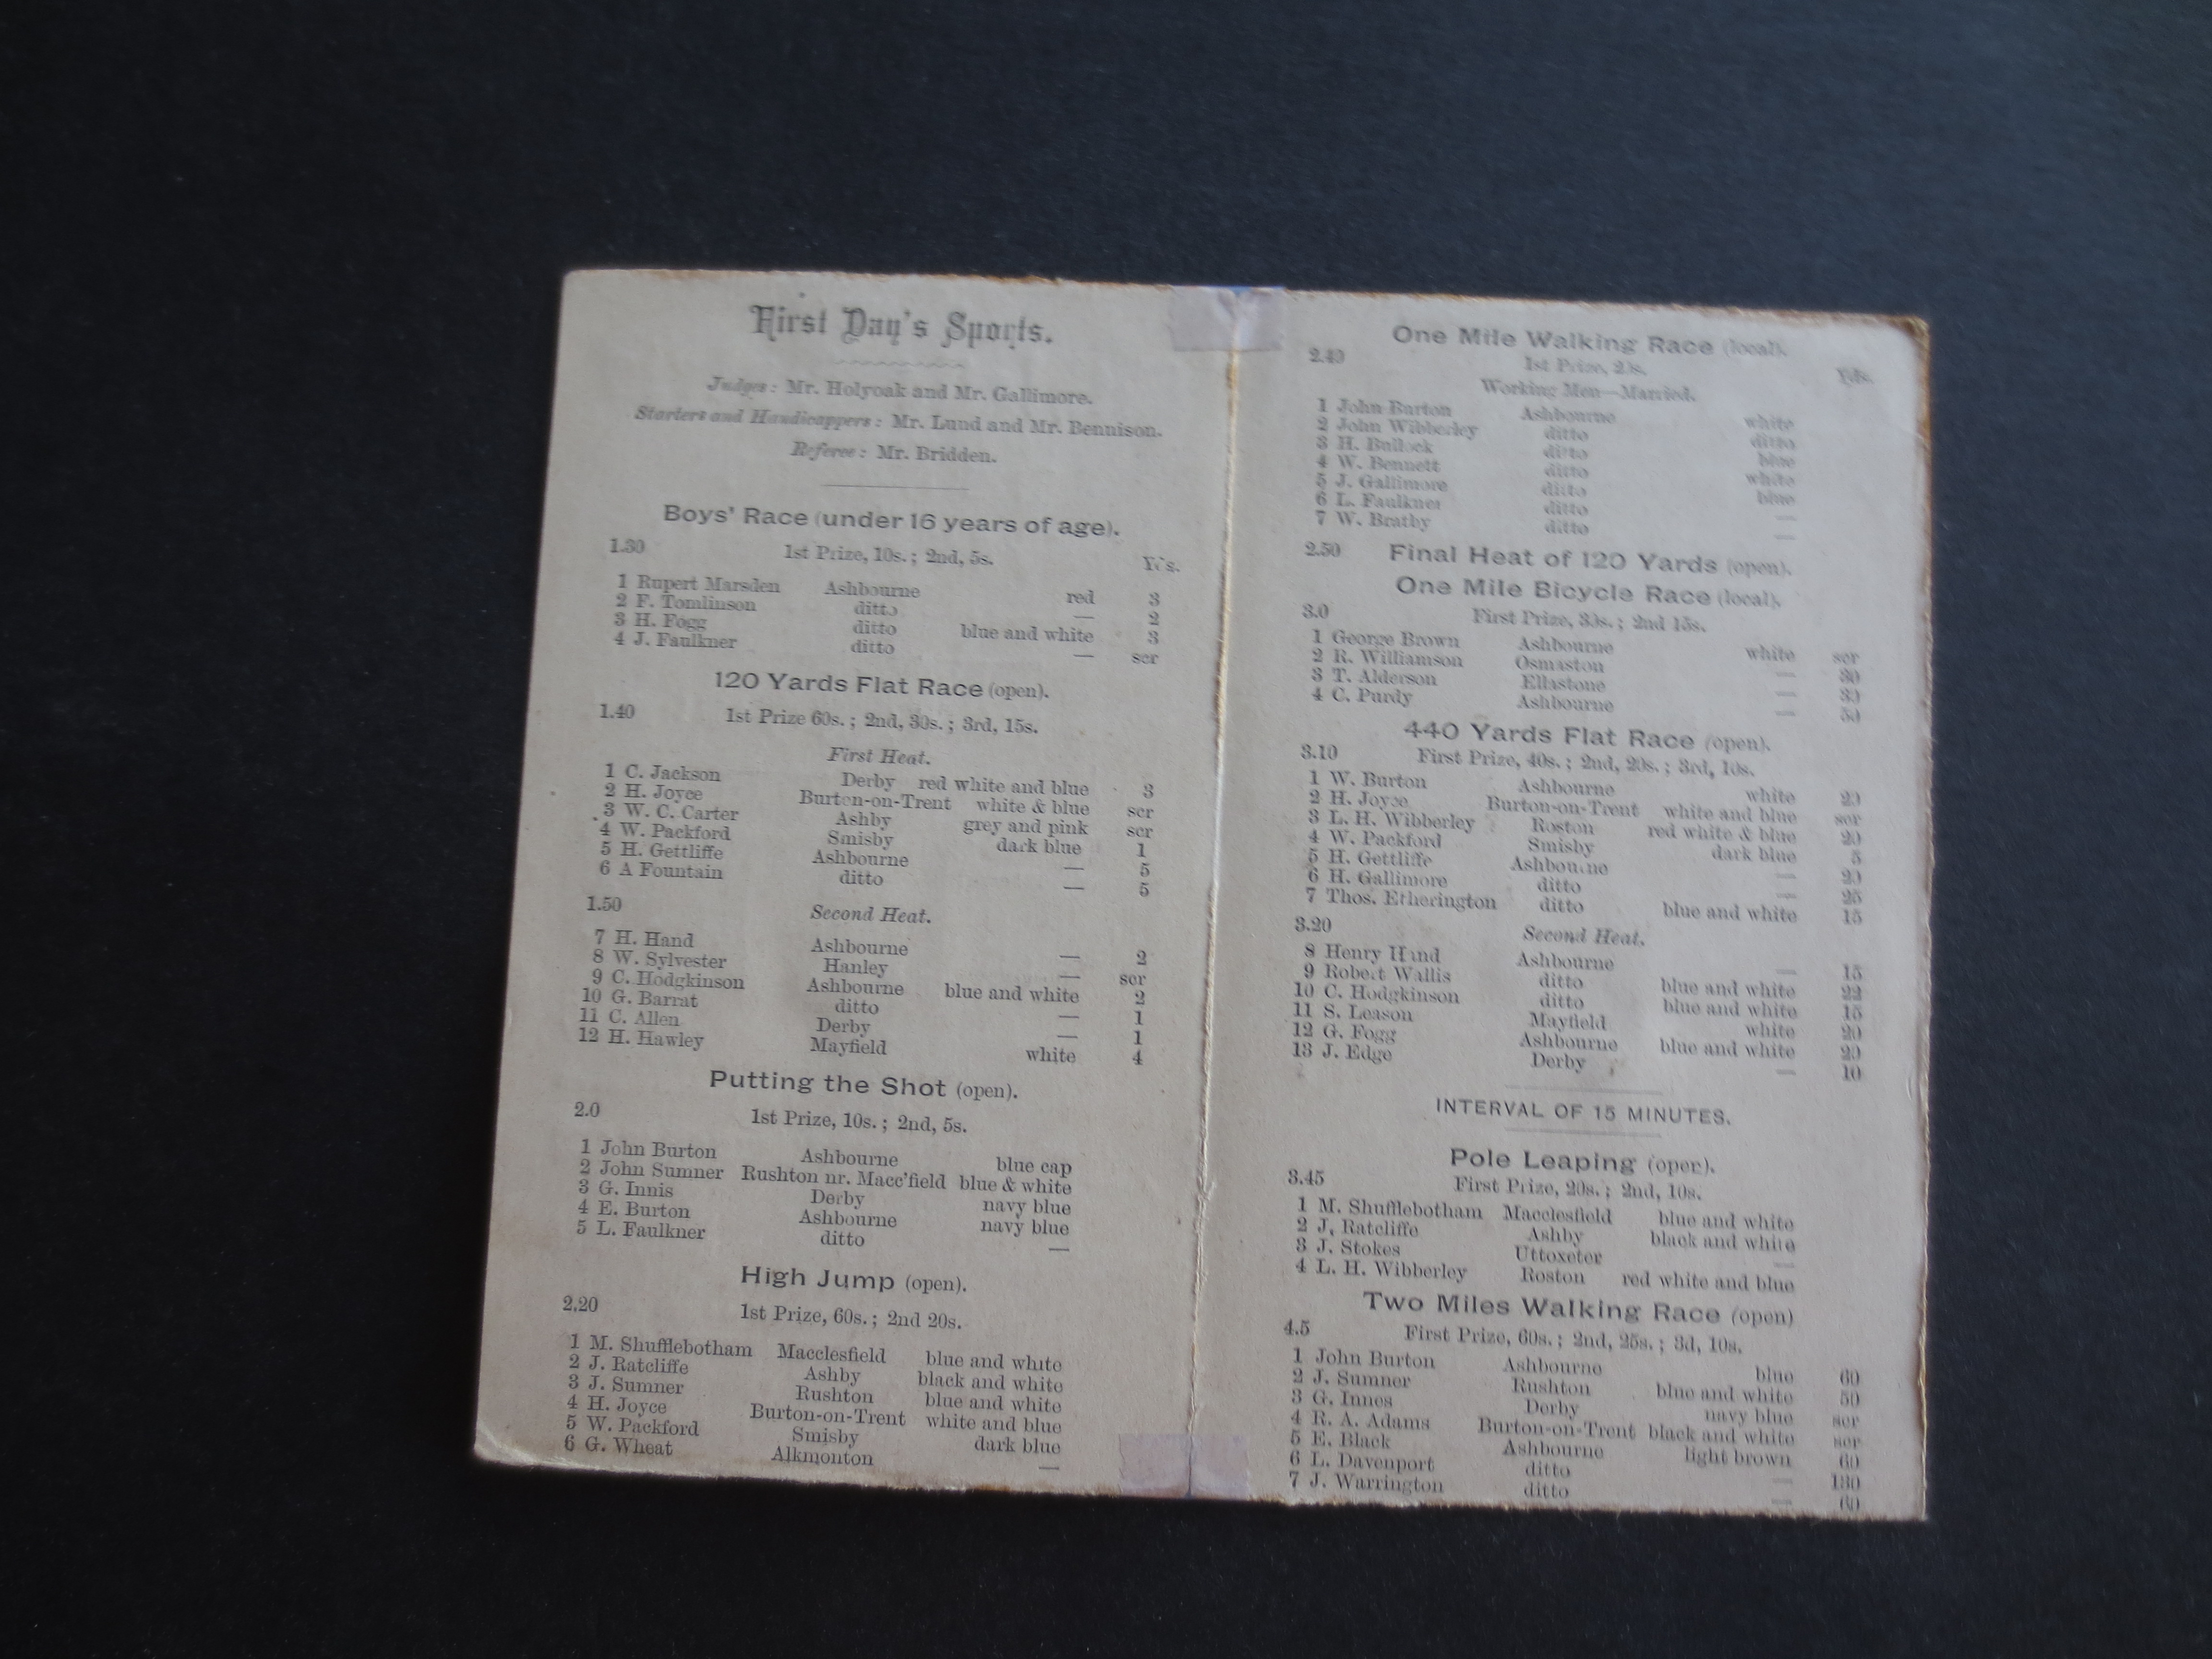 First Day's Sports.
Judges: Mr. Holyoak and Mr. Gallimore.
Starters and Handicappers: Mr. Lund and Mr. Bennison.
Referee: Mr. Bridden.
Boys' Race (under 16 years of age).
1.30 1st Prize, 10s.; 2nd, 5s. Yds.
1 Rupert Marsden Ashbourne red 3
2 F. Tomlinson ditto — 2
3 H. Fogg ditto blue and white 3
4 J. Faulkner ditto — scr
120 Yards Flat Race (open).
1.40 1st Prize 60s.; 2nd, 30s.; 3rd, 15s.
First Heat.
1 C. Jackson Derby red white and blue 3
2 H. Joyce Burton-on-Trent white & blue scr
3 W. C. Carter Ashby grey and pink scr
4 W. Packford Smisby dark blue 1
5 H. Gettliffe Ashbourne — 5
6 A Fountain ditto — 5
1.50 Second Heat.
7 H. Hand Ashbourne — 2
8 W. Sylvester Hanley — scr
9 C. Hodgkinson Ashbourne blue and white 2
10 G. Barrat ditto — 1
11 C. Allen Derby — 1
12 H. Hawley Mayfield white 4
Putting the Shot (open).
2.0 1st Prize, 10s.; 2nd, 5s.
1 John Burton Ashbourne blue cap
2 John Sumner Rushton nr. Macc'field blue & white
3 G. Innis Derby navy blue
4 E. Burton Ashbourne navy blue
5 L. Faulkner ditto —
High Jump (open).
2.20 1st Prize, 60s.; 2nd 20s.
1 M. Shufflebotham Macclesfield blue and white
2 J. Ratcliffe Ashby black and white
3 J. Sumner Rushton blue and white
4 H. Joyce Burton-on-Trent white and blue
5 W. Packford Smisby dark blue
6 G. Wheat Alkmonton —
One Mile Walking Race (local).
2.40 1st Prize, Yds.
Working Men—Married.
1 John Burton Ashbourne white
2 John Wibberley ditto ditto
3 H. Bullock ditto blue
4 W. Bennett ditto white
5 J. Gallimore ditto blue
6 L. Faulkner ditto —
7 W. Bratby ditto —
2.50 Final Heat of 120 Yards (open).
One Mile Bicycle Race (local).
3.0 First Prize, 30s.; 2nd 15s.
1 George Brown Ashbourne white scr
2 R. Williamson Osmaston — 30
3 T. Alderson Ellastone — 30
4 C. Purdy Ashbourne — 50
440 Yards Flat Race (open).
3.10 First Prize, 40s.; 2nd, 20s.; 3rd, 10s.
1 W. Burton Ashbourne white 20
2 H. Joyce Burton-on-Trent white and blue scr
3 L. H. Wibberley Roston red white & blue 20
4 W. Packford Smisby dark blue 5
5 H. Gettliffe Ashbourne — 20
6 H. Gallimore ditto — 25
7 Thos. Etherington ditto blue and white 15
3.20 Second Heat.
8 Henry Hand Ashbourne — 15
9 Robert Wallis ditto blue and white 22
10 C. Hodgkinson ditto blue and white 15
11 S. Leason Mayfield white 20
12 G. Fogg Ashbourne blue and white 20
13 J. Edge Derby — 10
INTERVAL OF 15 MINUTES.
Pole Leaping (open).
3.45 First Prize, 20s.; 2nd, 10s.
1 M. Shufflebotham Macclesfield blue and white
2 J. Ratcliffe Ashby black and white
3 J. Stokes Uttoxeter —
4 L. H. Wibberley Roston red white and blue
Two Miles Walking Race (open)
4.5 First Prize, 60s.; 2nd, 25s.; 3d, 10s.
1 John Burton Ashbourne blue 60
2 J. Sumner Rushton blue and white 50
3 G. Innes Derby navy blue scr
4 R. A. Adams Burton-on-Trent black and white scr
5 E. Black Ashbourne light brown 60
6 L. Davenport ditto — 130
7 J. Warrington ditto — 60